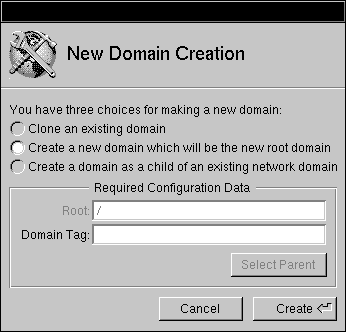 New Domain Creation
You have three choices for making a new domain:
Clone an existing domain
Create a new domain which will be the new root domain
Create a domain as a child of an existing network domain
Required Configuration Data
Root: /
Domain Tag:
Select Parent
Cancel Create